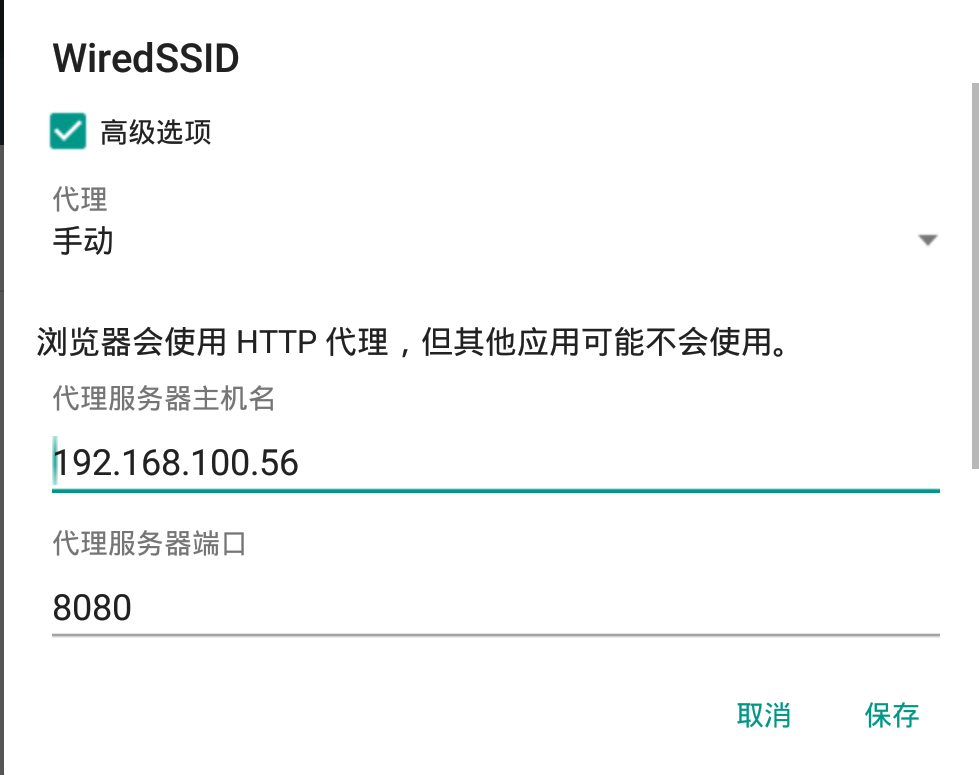 WiredSSID
高级选项
代理
手动
浏览器会使用 HTTP 代理，但其他应用可能不会使用。
代理服务器主机名
192.168.100.56
代理服务器端口
8080
取消 保存